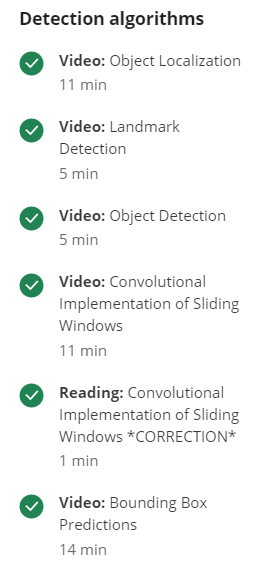 Detection algorithms
Video: Object Localization
11 min
Video: Landmark
Detection
5 min
Video: Object Detection
5 min
Video: Convolutional
Implementation of Sliding
Windows
11 min
Reading: Convolutional
Implementation of Sliding
Windows *CORRECTION*
1 min
Video: Bounding Box
Predictions
14 min